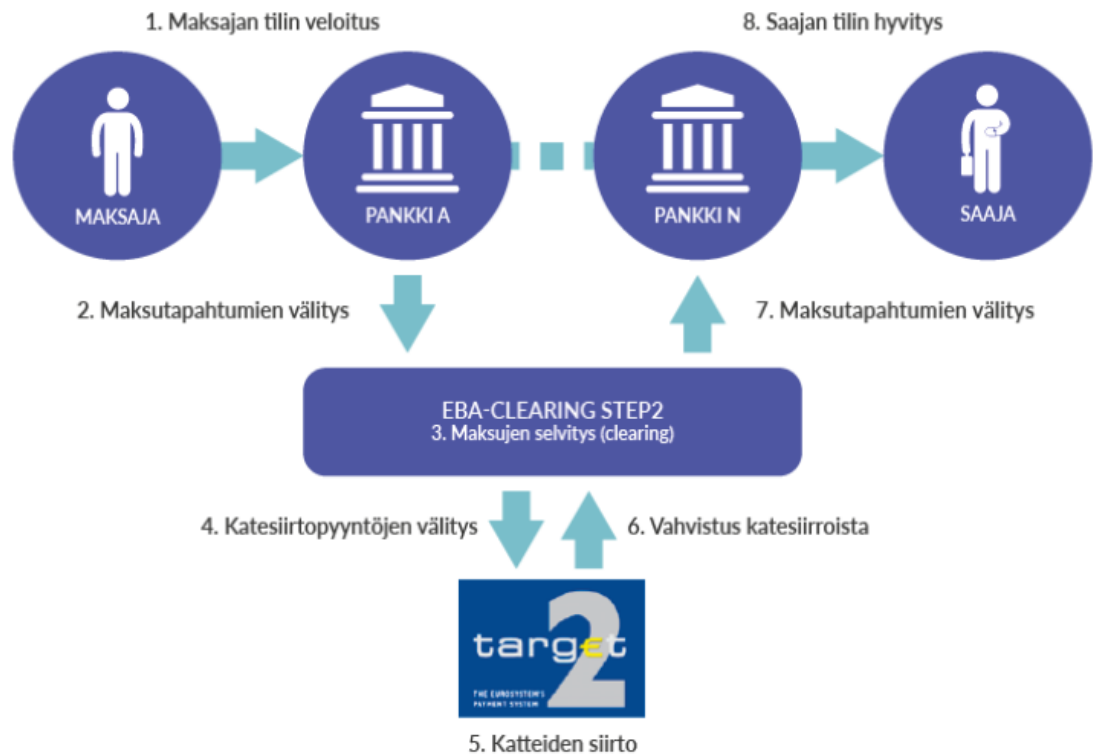 1. Maksajan tilin veloitus
8. Saajan tilin hyvitys
MAKSAJA
PANKKI A
PANKKI N
SAAJA
2. Maksutapahtumien välitys
7. Maksutapahtumien välitys
EBA-CLEARING STEP2
3. Maksujen selvitys (clearing)
4. Katesiirtopyyntöjen välitys
6. Vahvistus katesiirroista
2
targ€t
THE EUROSYSTEM'S
PAYMENT SYSTEM
5. Katteiden siirto